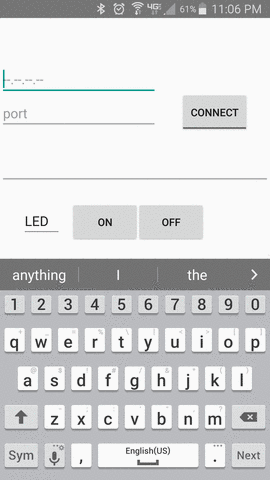 4G 61% 11:06 PM
--.--.--.--
port
CONNECT
LED ON OFF
anything I the
1 2 3 4 5 6 7 8 9 0
q w e r t y u i o p
a s d f g h j k l
z x c v b n m
Sym , English(US) . Next